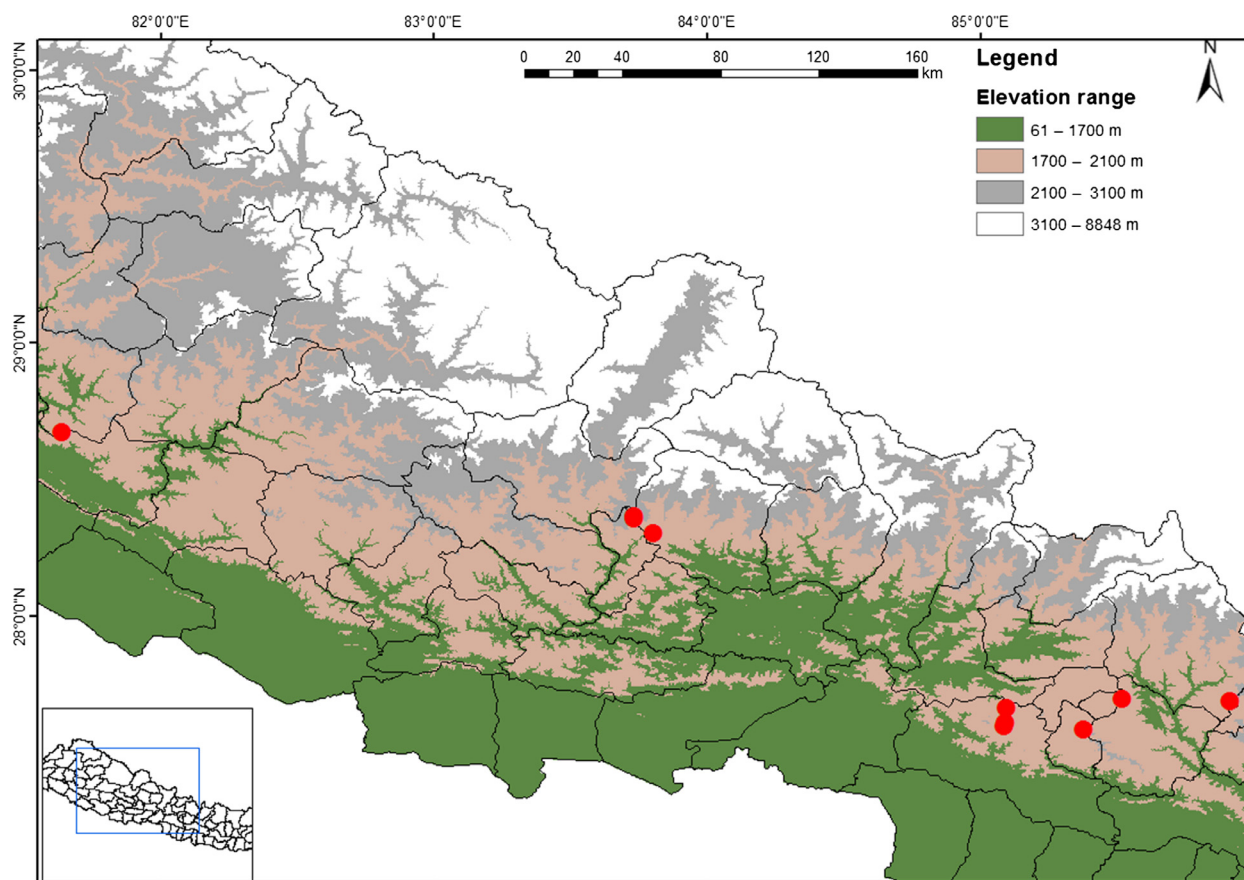 82°0'0"E 83°0'0"E 84°0'0"E 85°0'0"E
30°0'0"N
29°0'0"N
28°0'0"N
0 20 40 80 120 160
km
N
Legend
Elevation range
61 – 1700 m
1700 – 2100 m
2100 – 3100 m
3100 – 8848 m